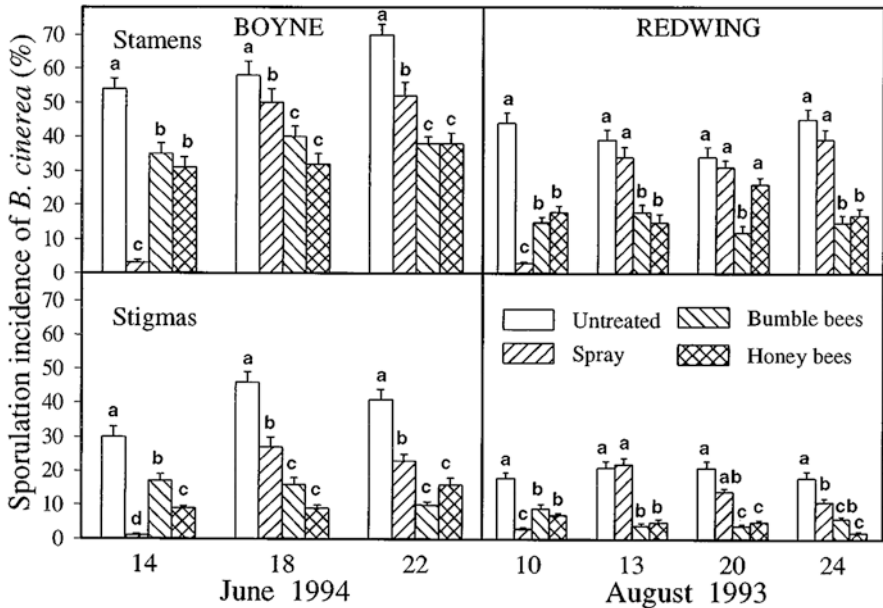 BOYNE
REDWING
Stamens
Sporulation incidence of B. cinerea (%)
70
60
50
40
30
20
10
0
a c b b
a b c c
a b c c
a c b b
a a b b
a a b a
a a b b
Stigmas
Untreated
Bumble bees
Spray
Honey bees
60
50
40
30
20
10
0
a d b c
a b c c
a b c c
a c b b
a a b b
a ab c c
a b cb c
14 18 22 10 13 20 24
June 1994 August 1993